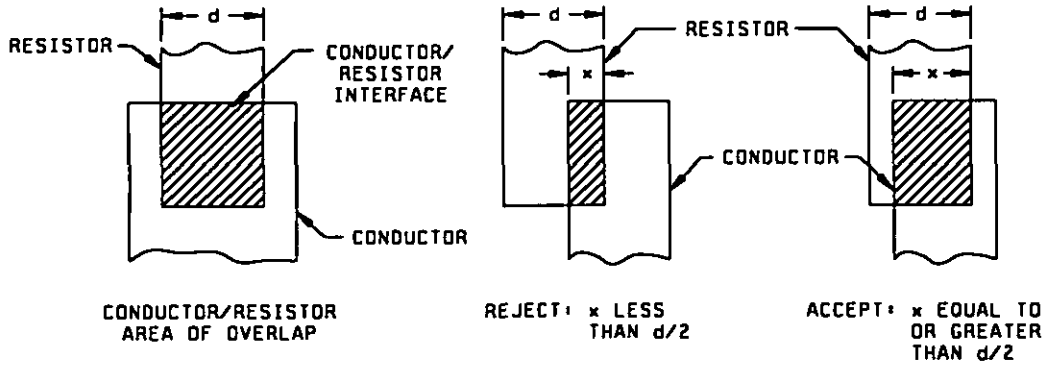 d
RESISTOR
CONDUCTOR/
RESISTOR
INTERFACE
CONDUCTOR
CONDUCTOR/RESISTOR
AREA OF OVERLAP
d
RESISTOR
x
CONDUCTOR
REJECT: x LESS
THAN d/2
d
x
ACCEPT: x EQUAL TO
OR GREATER
THAN d/2